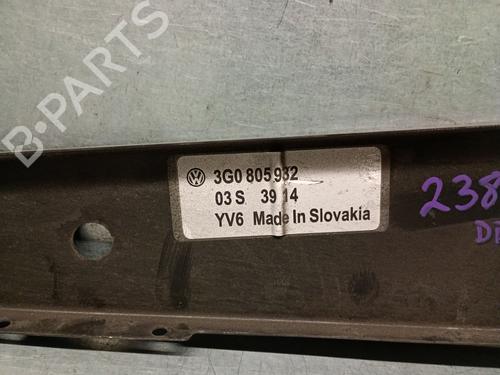 B-PARTS
3G0 805 932
03 S 39 14
YV6 Made In Slovakia
238